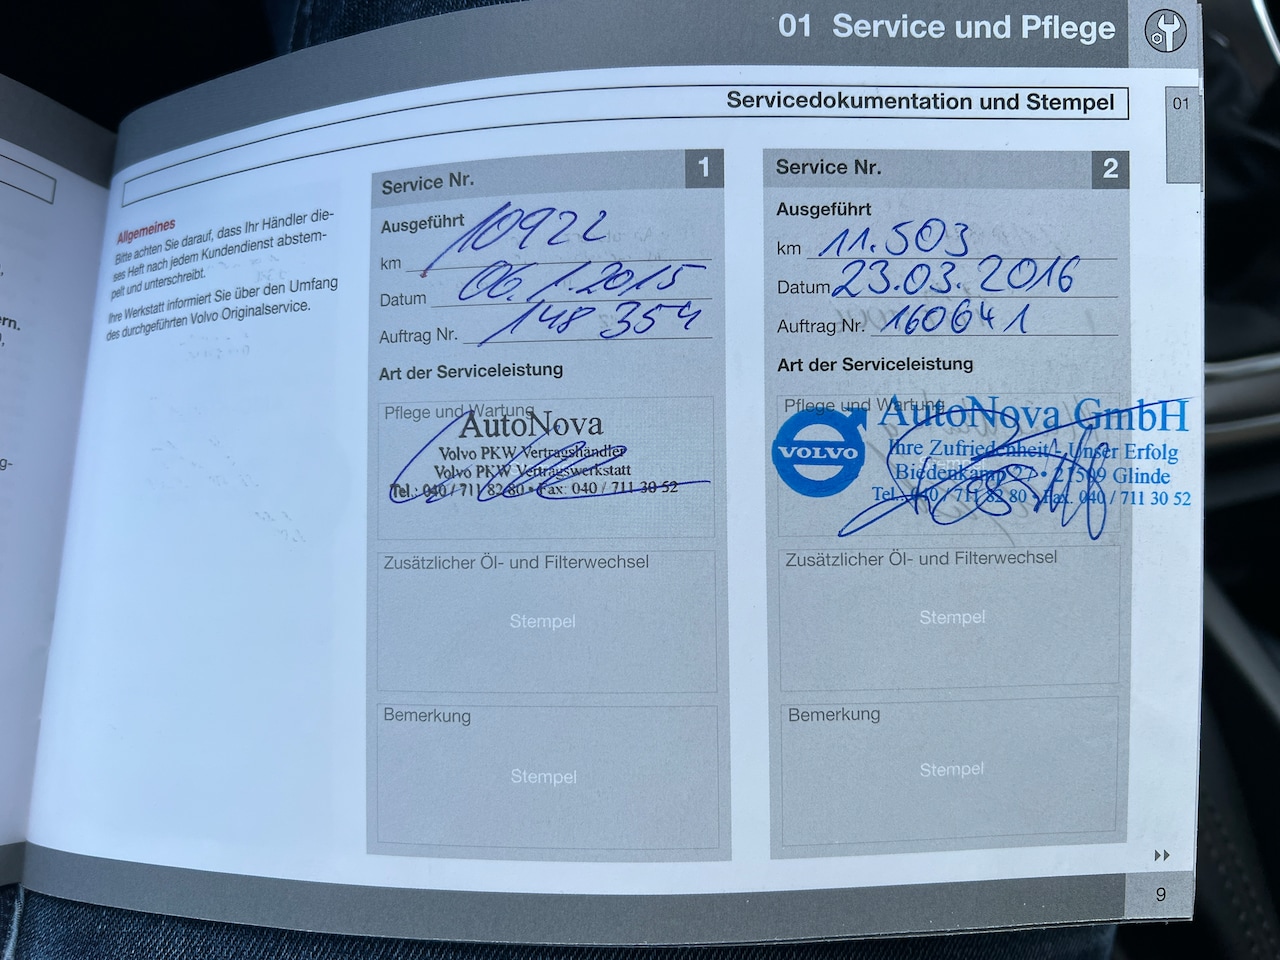 01 Service und Pflege
Servicedokumentation und Stempel
01
Allgemeines
Bitte achten Sie darauf, dass Ihr Händler die-
ses Heft nach jedem Kundendienst abstem-
pelt und unterschreibt.
Ihre Werkstatt informiert Sie über den Umfang
des durchgeführten Volvo Originalservice.
Service Nr. 1
Ausgeführt
km 10922
Datum 06.1.2015
Auftrag Nr. 148 354
Art der Serviceleistung
Pflege und Wartung
AutoNova
Volvo PKW Vertragshändler
Volvo PKW Vertragswerkstatt
Tel.: 040 / 711 82 80 • Fax: 040 / 711 30 52
Zusätzlicher Öl- und Filterwechsel
Stempel
Bemerkung
Stempel
Service Nr. 2
Ausgeführt
km 11.503
Datum 23.03.2016
Auftrag Nr. 160641
Art der Serviceleistung
Pflege und Wartung
VOLVO
AutoNova GmbH
Ihre Zufriedenheit - Unser Erfolg
Biedenkamp 27 • 21509 Glinde
Tel.: 040 / 711 82 80 • Fax. 040 / 711 30 52
Zusätzlicher Öl- und Filterwechsel
Stempel
Bemerkung
Stempel
9